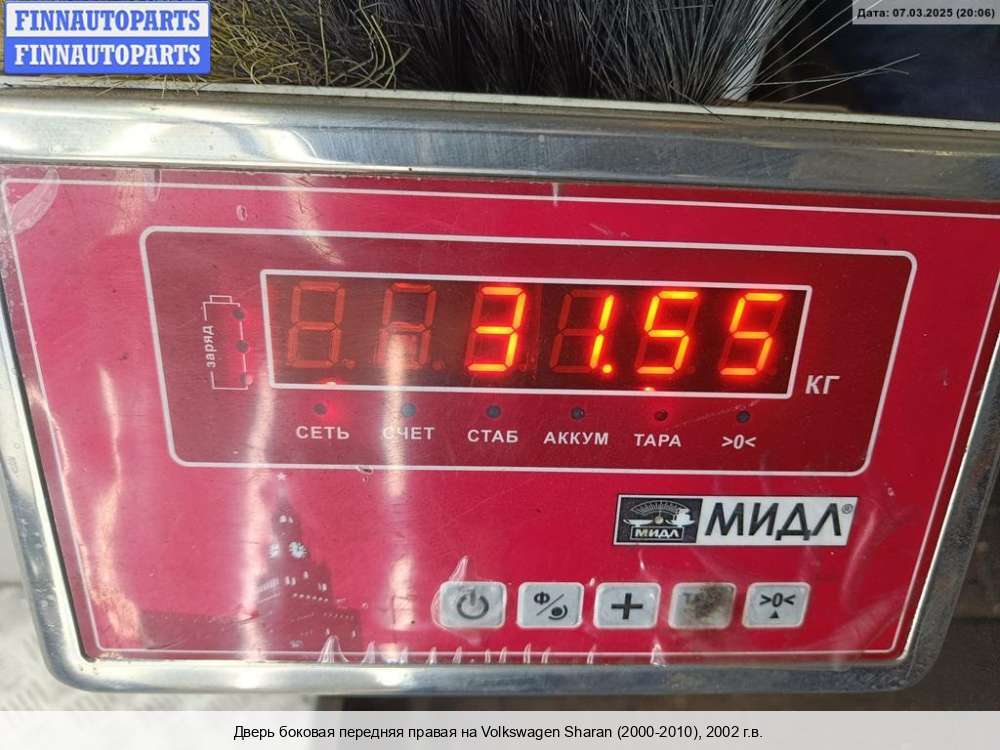 FINNAUTOPARTS
FINNAUTOPARTS
Дата: 07.03.2025 (20:06)
заряд
31.55
КГ
СЕТЬ СЧЕТ СТАБ АККУМ ТАРА >0<
МИДЛ МИДЛ®
Ф/ + >0<
Дверь боковая передняя правая на Volkswagen Sharan (2000-2010), 2002 г.в.